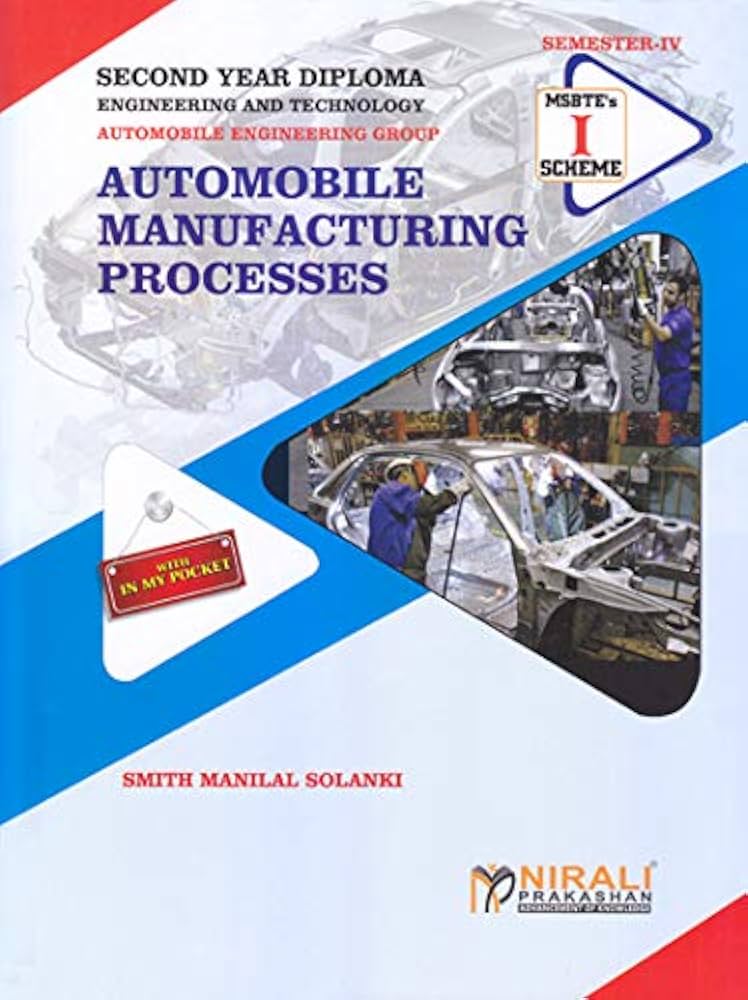 SEMESTER-IV
SECOND YEAR DIPLOMA
ENGINEERING AND TECHNOLOGY
AUTOMOBILE ENGINEERING GROUP
MSBTE's
I
SCHEME
AUTOMOBILE
MANUFACTURING
PROCESSES
WITH
IN MY POCKET
SMITH MANILAL SOLANKI
NIRALI®
PRAKASHAN
ADVANCEMENT OF KNOWLEDGE